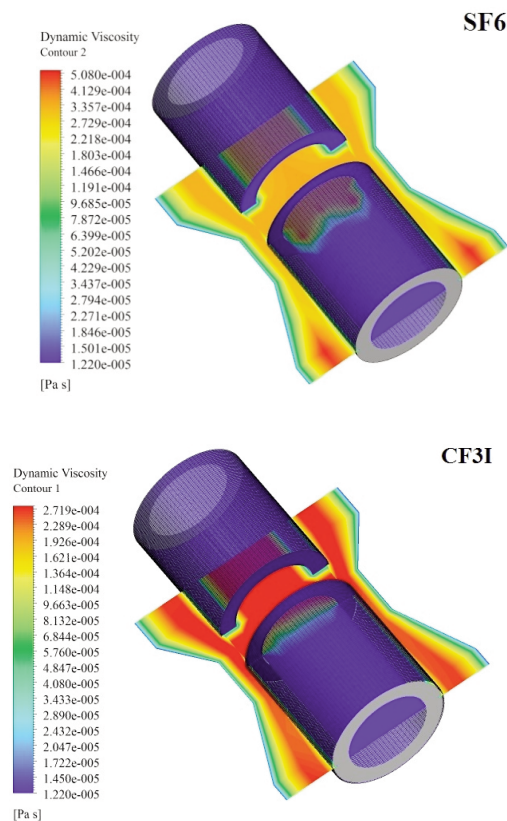 SF6
Dynamic Viscosity
Contour 2
5.080e-004
4.129e-004
3.357e-004
2.729e-004
2.218e-004
1.803e-004
1.466e-004
1.191e-004
9.685e-005
7.872e-005
6.399e-005
5.202e-005
4.229e-005
3.437e-005
2.794e-005
2.271e-005
1.846e-005
1.501e-005
1.220e-005
[Pa s]
CF3I
Dynamic Viscosity
Contour 1
2.719e-004
2.289e-004
1.926e-004
1.621e-004
1.364e-004
1.148e-004
9.663e-005
8.132e-005
6.844e-005
5.760e-005
4.847e-005
4.080e-005
3.433e-005
2.890e-005
2.432e-005
2.047e-005
1.722e-005
1.450e-005
1.220e-005
[Pa s]